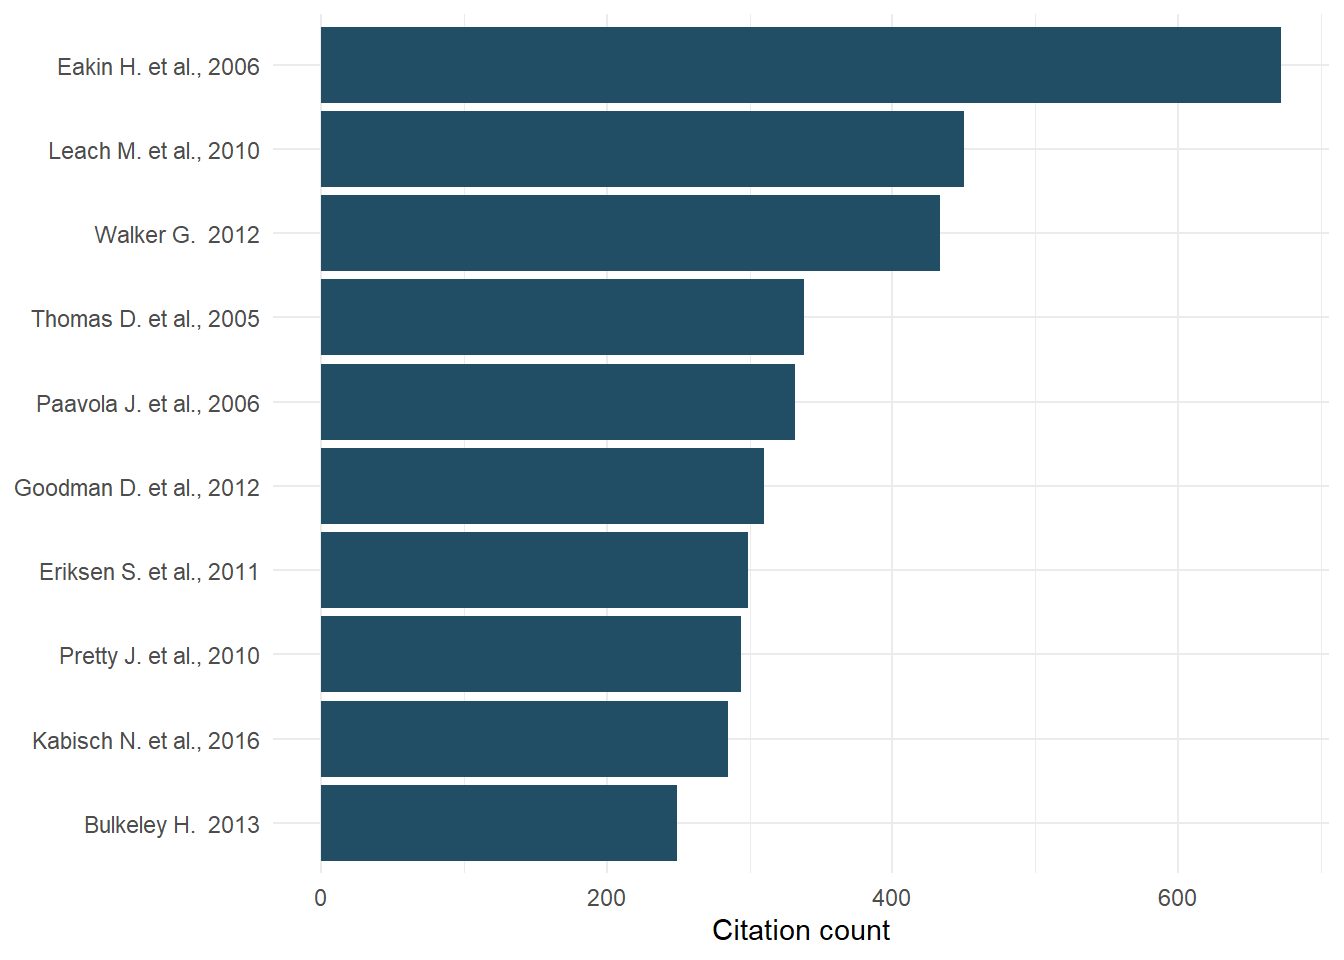 Eakin H. et al., 2006
Leach M. et al., 2010
Walker G.  2012
Thomas D. et al., 2005
Paavola J. et al., 2006
Goodman D. et al., 2012
Eriksen S. et al., 2011
Pretty J. et al., 2010
Kabisch N. et al., 2016
Bulkeley H.  2013
0 200 400 600
Citation count